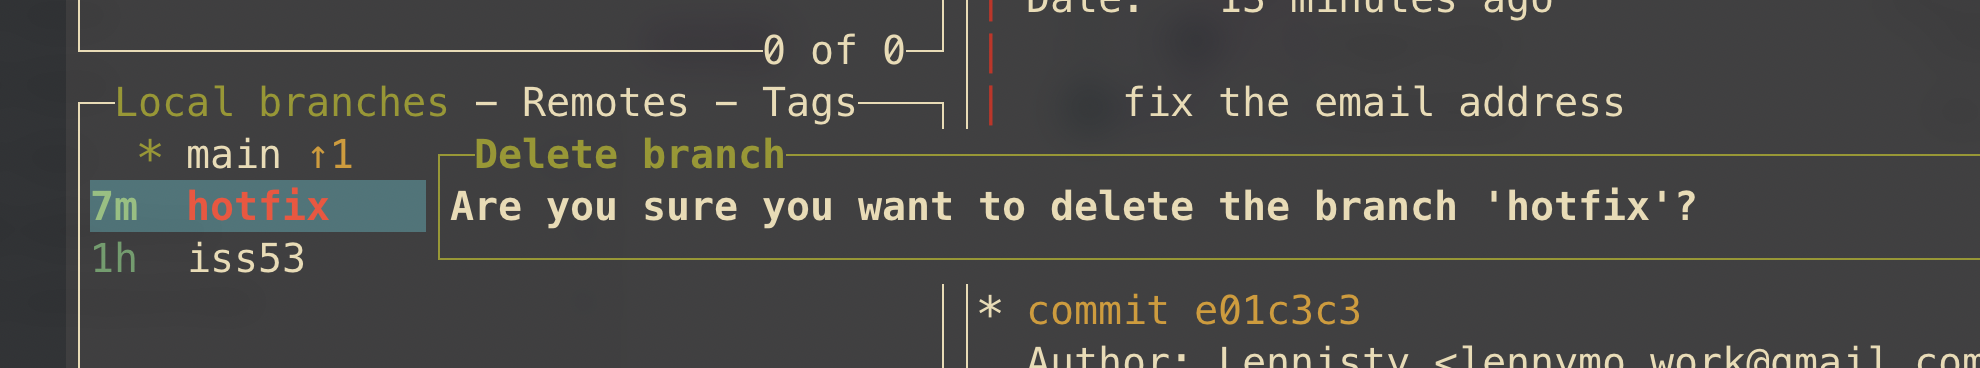 Date: 13 minutes ago
0 of 0
Local branches - Remotes - Tags
fix the email address
* main ↑1
Delete branch
7m hotfix
Are you sure you want to delete the branch 'hotfix'?
1h iss53
* commit e01c3c3
Author: Lennisty <lennymo.work@gmail.com